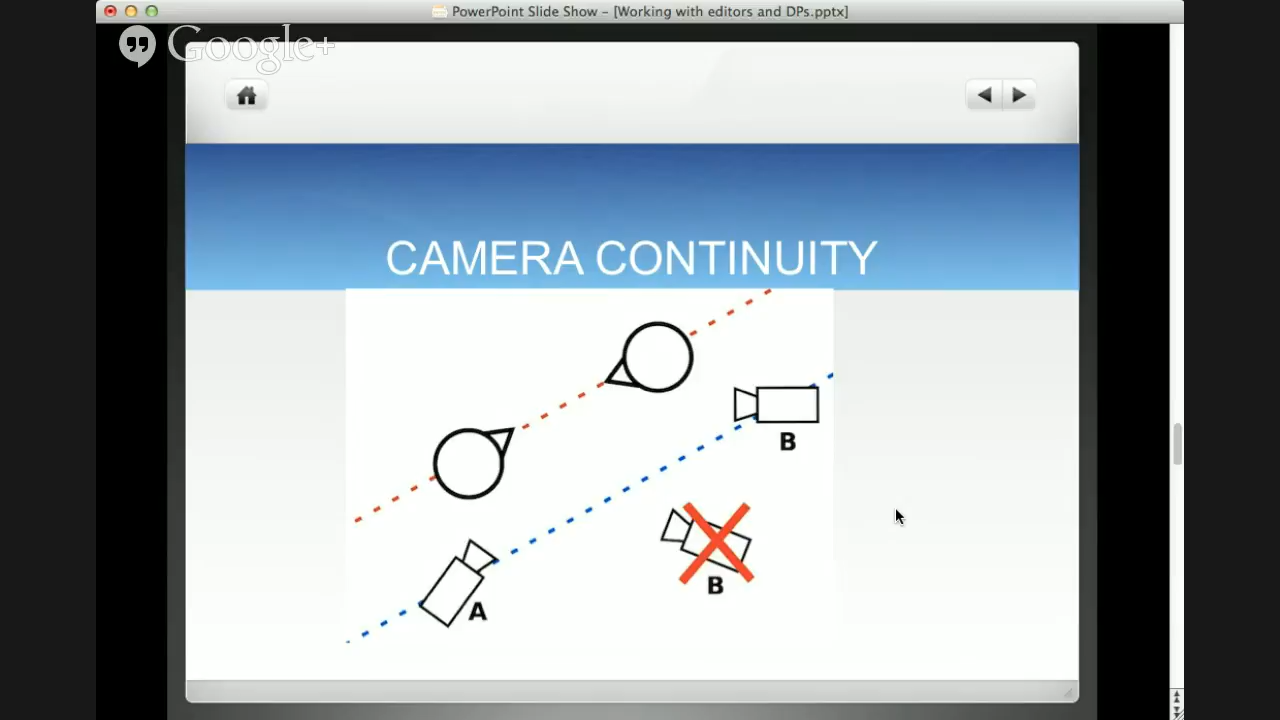 PowerPoint Slide Show - [Working with editors and DPs.pptx]
Google+
CAMERA CONTINUITY
B
A
B